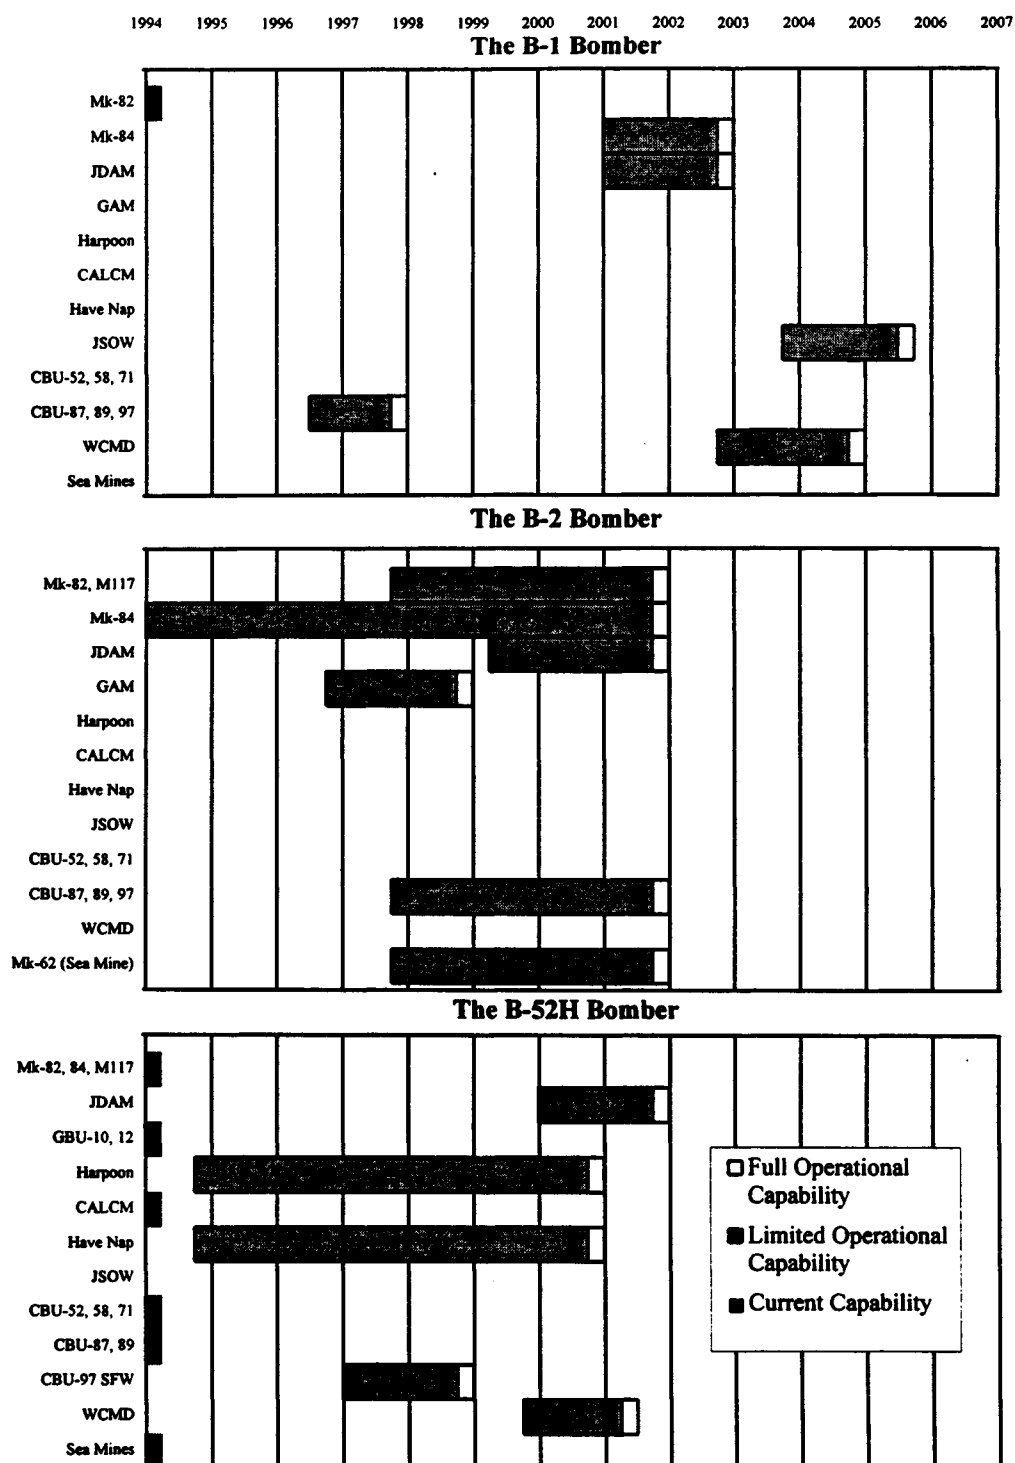 1994 1995 1996 1997 1998 1999 2000 2001 2002 2003 2004 2005 2006 2007
The B-1 Bomber
Mk-82
Mk-84
JDAM
GAM
Harpoon
CALCM
Have Nap
JSOW
CBU-52, 58, 71
CBU-87, 89, 97
WCMD
Sea Mines
The B-2 Bomber
Mk-82, M117
Mk-84
JDAM
GAM
Harpoon
CALCM
Have Nap
JSOW
CBU-52, 58, 71
CBU-87, 89, 97
WCMD
Mk-62 (Sea Mine)
The B-52H Bomber
Mk-82, 84, M117
JDAM
GBU-10, 12
Harpoon
CALCM
Have Nap
JSOW
CBU-52, 58, 71
CBU-87, 89
CBU-97 SFW
WCMD
Sea Mines
Full Operational
Capability
Limited Operational
Capability
Current Capability